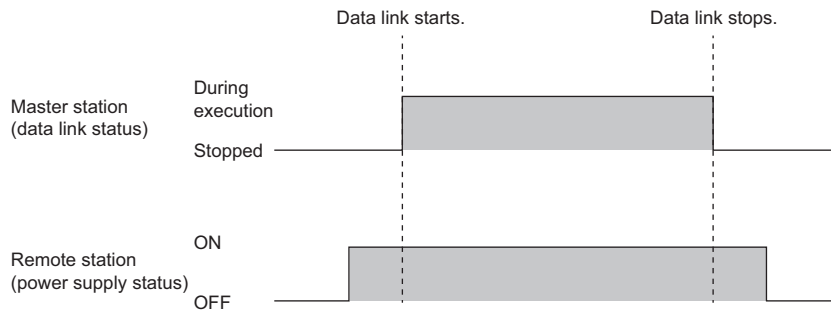 Data link starts.
Data link stops.
During
execution
Master station
(data link status)
Stopped
ON
Remote station
(power supply status)
OFF